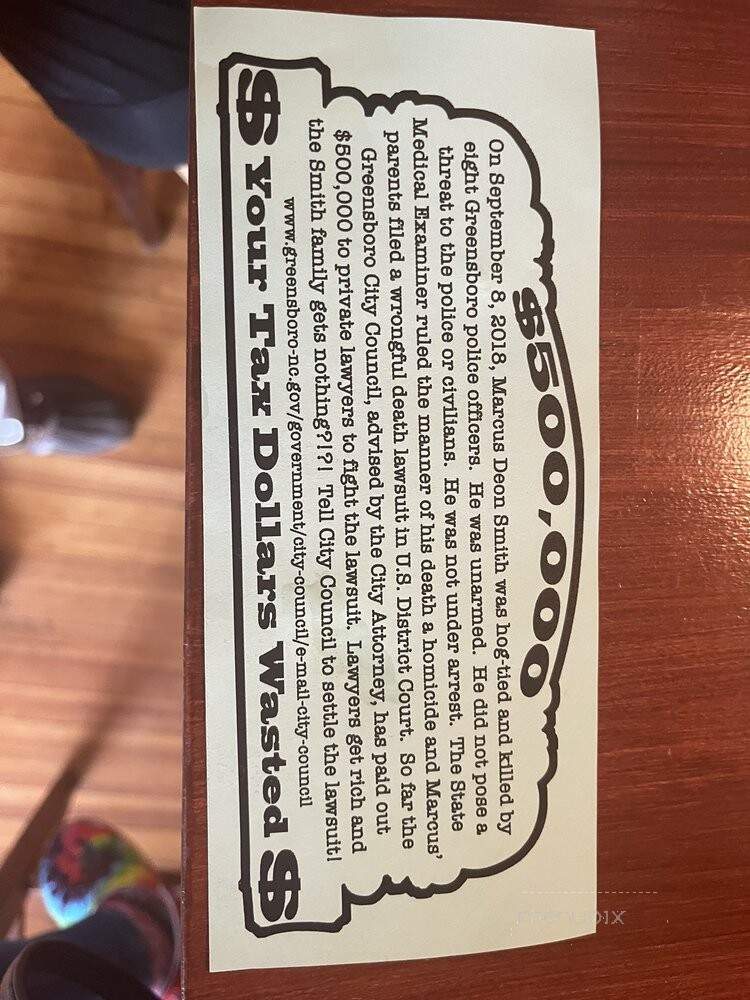 $500,000
On September 8, 2018, Marcus Deon Smith was hog-tied and killed by
eight Greensboro police officers. He was unarmed. He did not pose a
threat to the police or civilians. He was not under arrest. The State
Medical Examiner ruled the manner of his death a homicide and Marcus'
parents filed a wrongful death lawsuit in U.S. District Court. So far the
Greensboro City Council, advised by the City Attorney, has paid out
$500,000 to private lawyers to fight the lawsuit. Lawyers get rich and
the Smith family gets nothing?!?! Tell City Council to settle the lawsuit!
www.greensboro-nc.gov/government/city-council/e-mail-city-council
$ Your Tax Dollars Wasted $